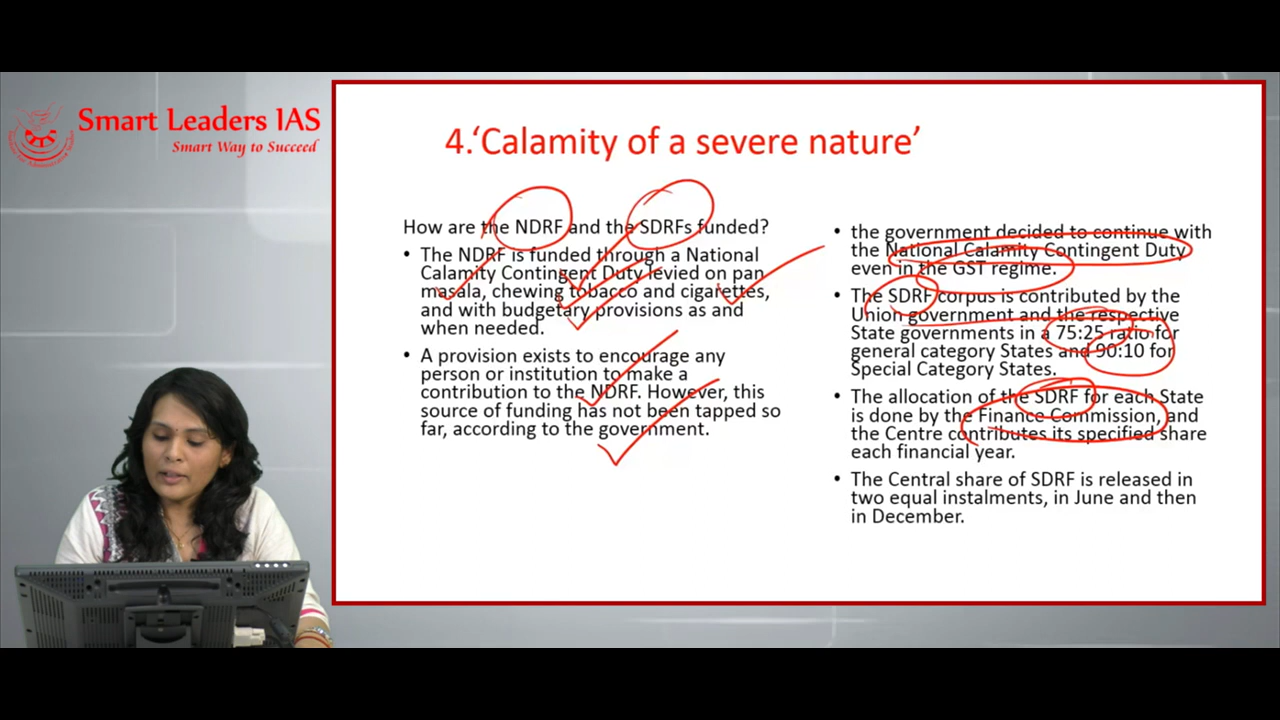 Smart Leaders IAS
Smart Way to Succeed
4.‘Calamity of a severe nature’
How are the NDRF and the SDRFs funded?
• The NDRF is funded through a National
Calamity Contingent Duty levied on pan
masala, chewing tobacco and cigarettes,
and with budgetary provisions as and
when needed.
• A provision exists to encourage any
person or institution to make a
contribution to the NDRF. However, this
source of funding has not been tapped so
far, according to the government.
• the government decided to continue with
the National Calamity Contingent Duty
even in the GST regime.
• The SDRF corpus is contributed by the
Union government and the respective
State governments in a 75:25 ratio for
general category States and 90:10 for
Special Category States.
• The allocation of the SDRF for each State
is done by the Finance Commission, and
the Centre contributes its specified share
each financial year.
• The Central share of SDRF is released in
two equal instalments, in June and then
in December.